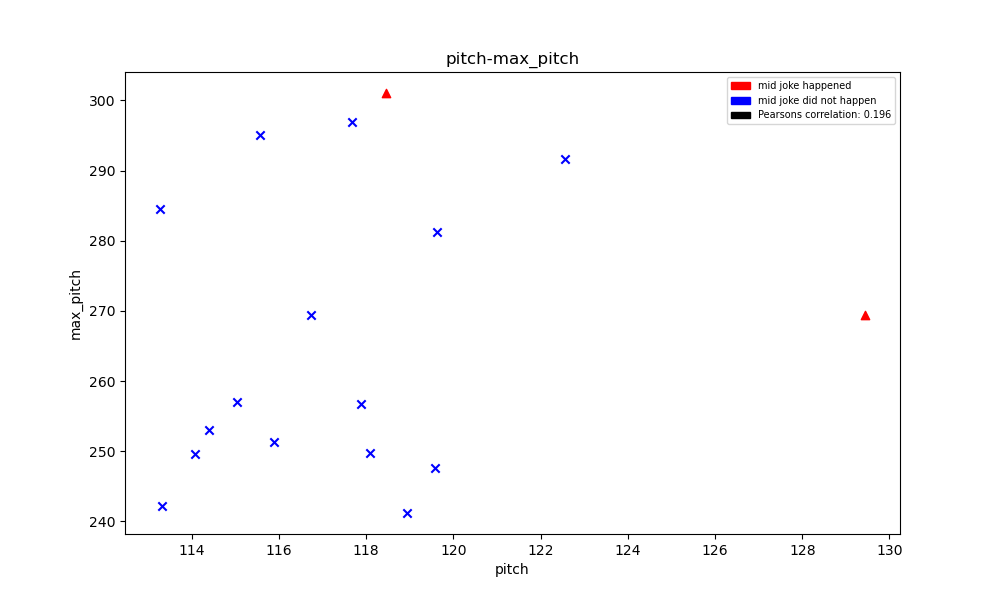 pitch-max_pitch
mid joke happened
mid joke did not happen
Pearsons correlation: 0.196
max_pitch
300
290
280
270
260
250
240
114 116 118 120 122 124 126 128 130
pitch